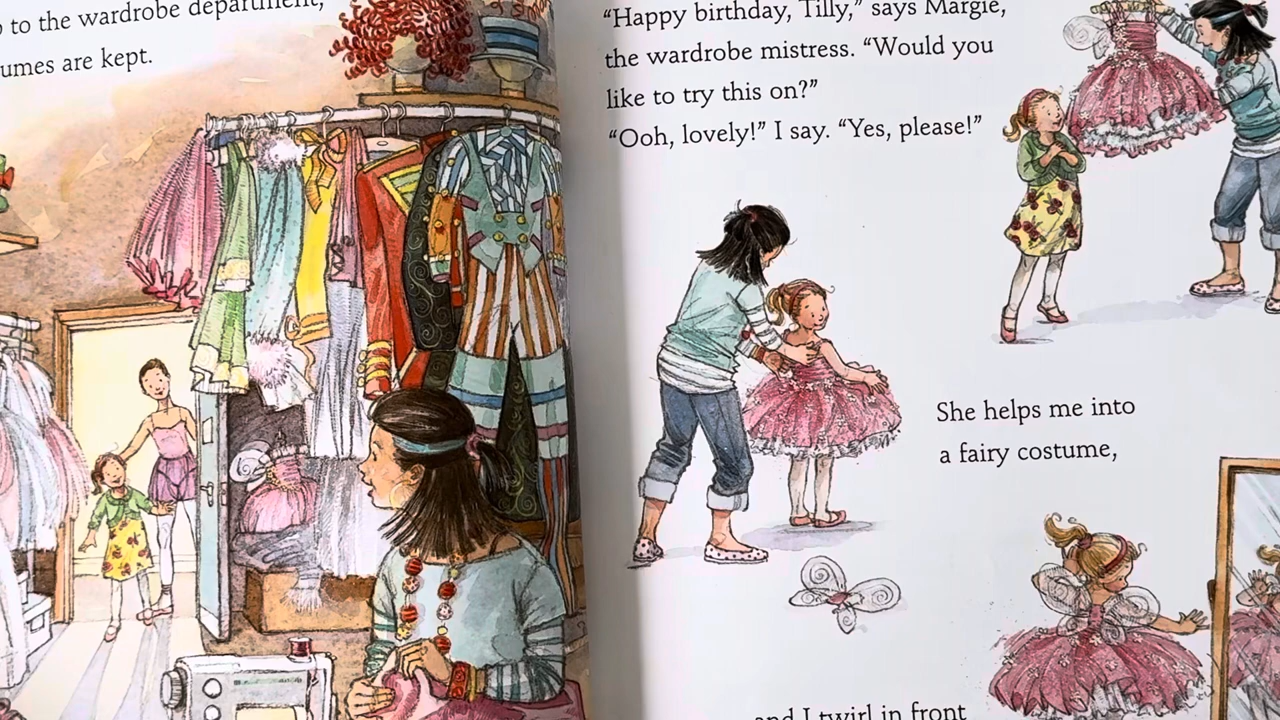 to the wardrobe department,
umes are kept.
“Happy birthday, Tilly,” says Margie,
the wardrobe mistress. “Would you
like to try this on?”
“Ooh, lovely!” I say. “Yes, please!”
She helps me into
a fairy costume,
and I twirl in front